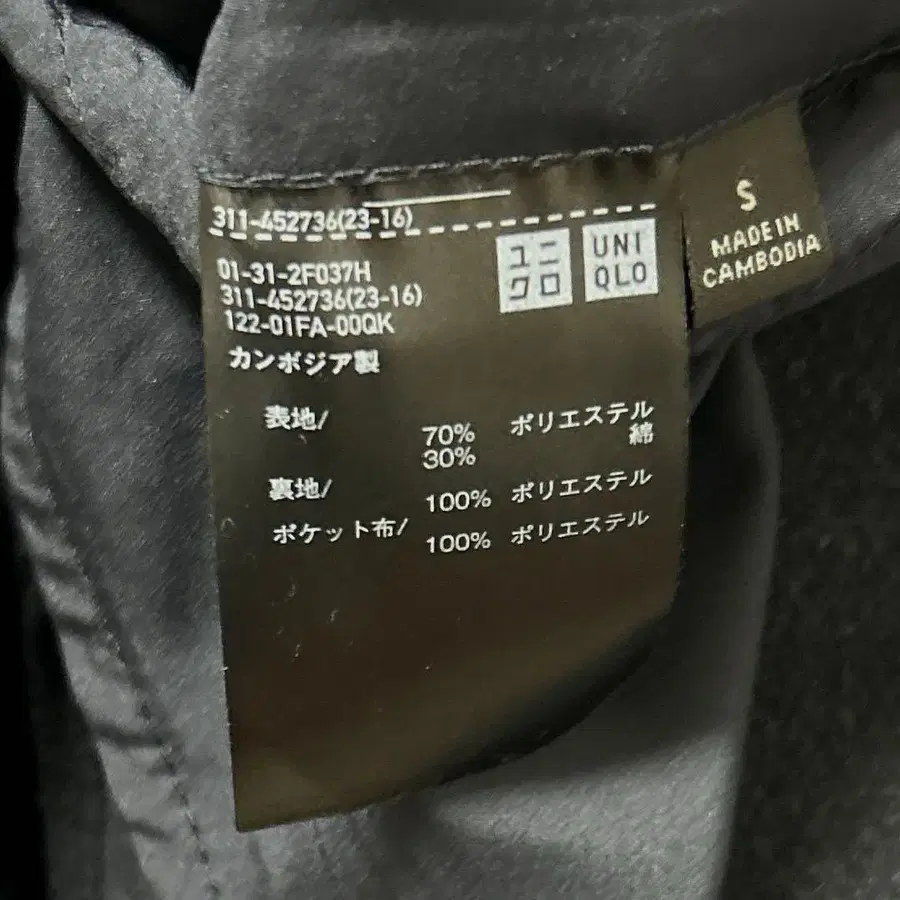 311-452736(23-16)
ユニ
クロ
UNI
QLO
S
MADE IN
CAMBODIA
01-31-2F037H
311-452736(23-16)
122-01FA-00QK
カンボジア製
表地/ 70% ポリエステル
30% 綿
裏地/ 100% ポリエステル
ポケット布/ 100% ポリエステル